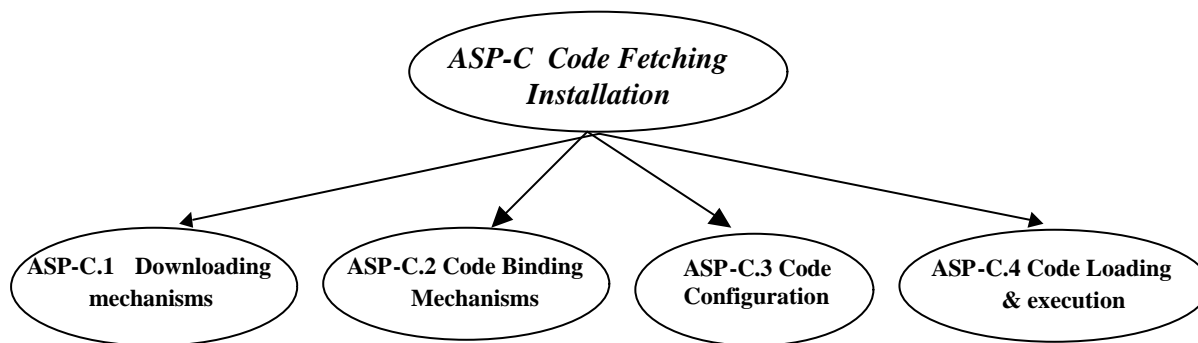 ASP-C Code Fetching
Installation
ASP-C.1 Downloading
mechanisms
ASP-C.2 Code Binding
Mechanisms
ASP-C.3 Code
Configuration
ASP-C.4 Code Loading
& execution